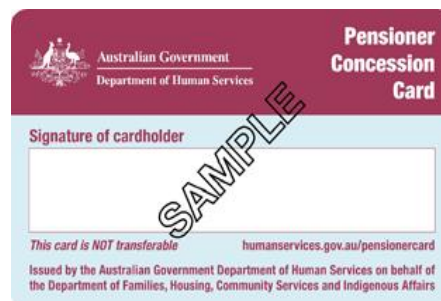 Australian Government
Department of Human Services
Pensioner
Concession
Card
Signature of cardholder
SAMPLE
This card is NOT transferable
humanservices.gov.au/pensionercard
Issued by the Australian Government Department of Human Services on behalf of
the Department of Families, Housing, Community Services and Indigenous Affairs